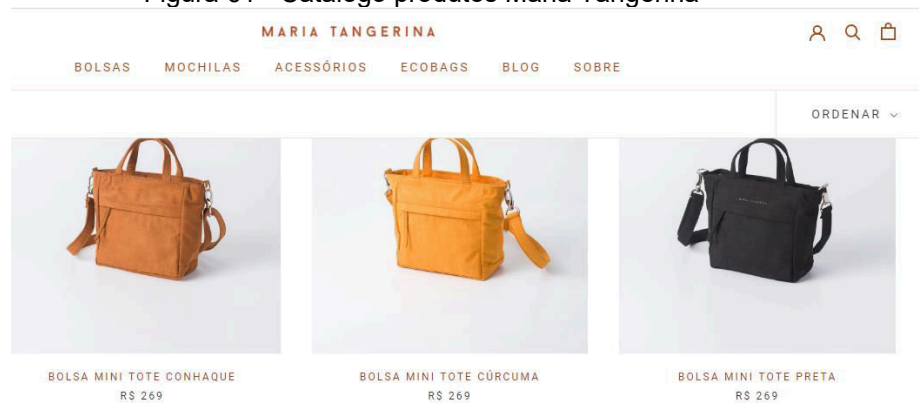 MARIA TANGERINA
BOLSAS MOCHILAS ACESSÓRIOS ECOBAGS BLOG SOBRE
ORDENAR
BOLSA MINI TOTE CONHAQUE BOLSA MINI TOTE CÚRCUMA BOLSA MINI TOTE PRETA
R$ 269 R$ 269 R$ 269